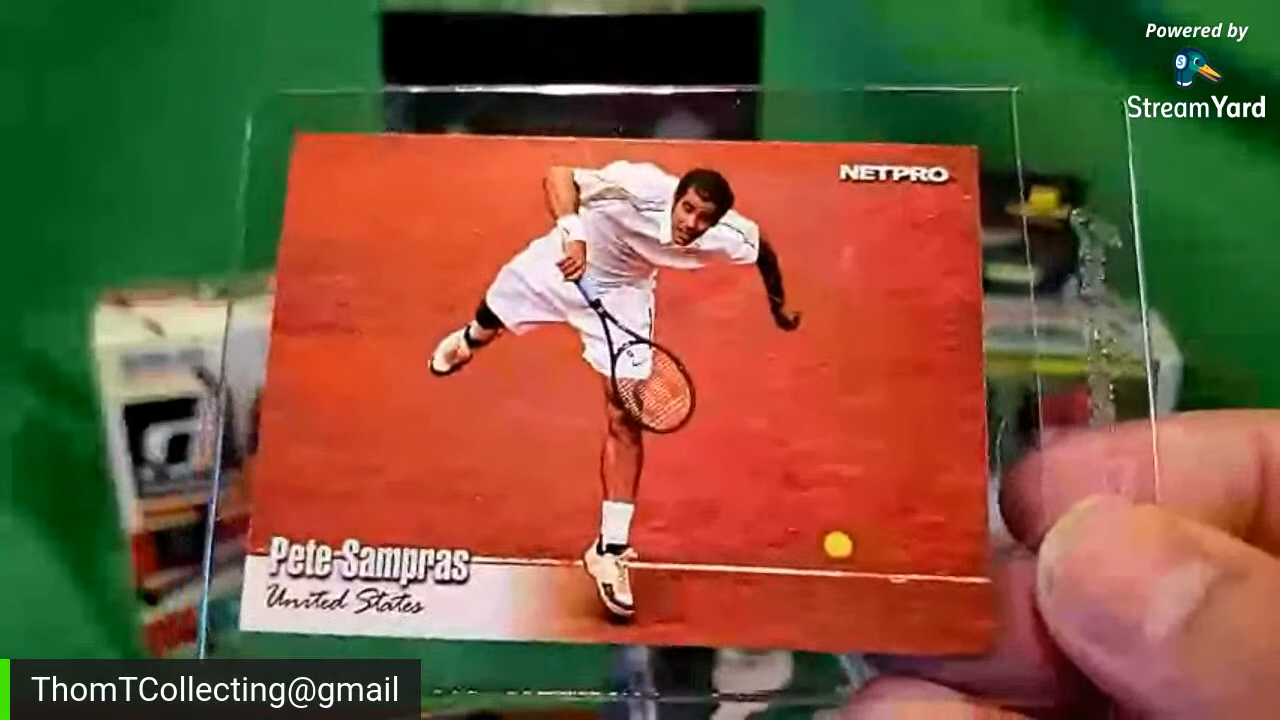 Powered by
StreamYard
NETPRO
Pete Sampras
United States
ThomTCollecting@gmail